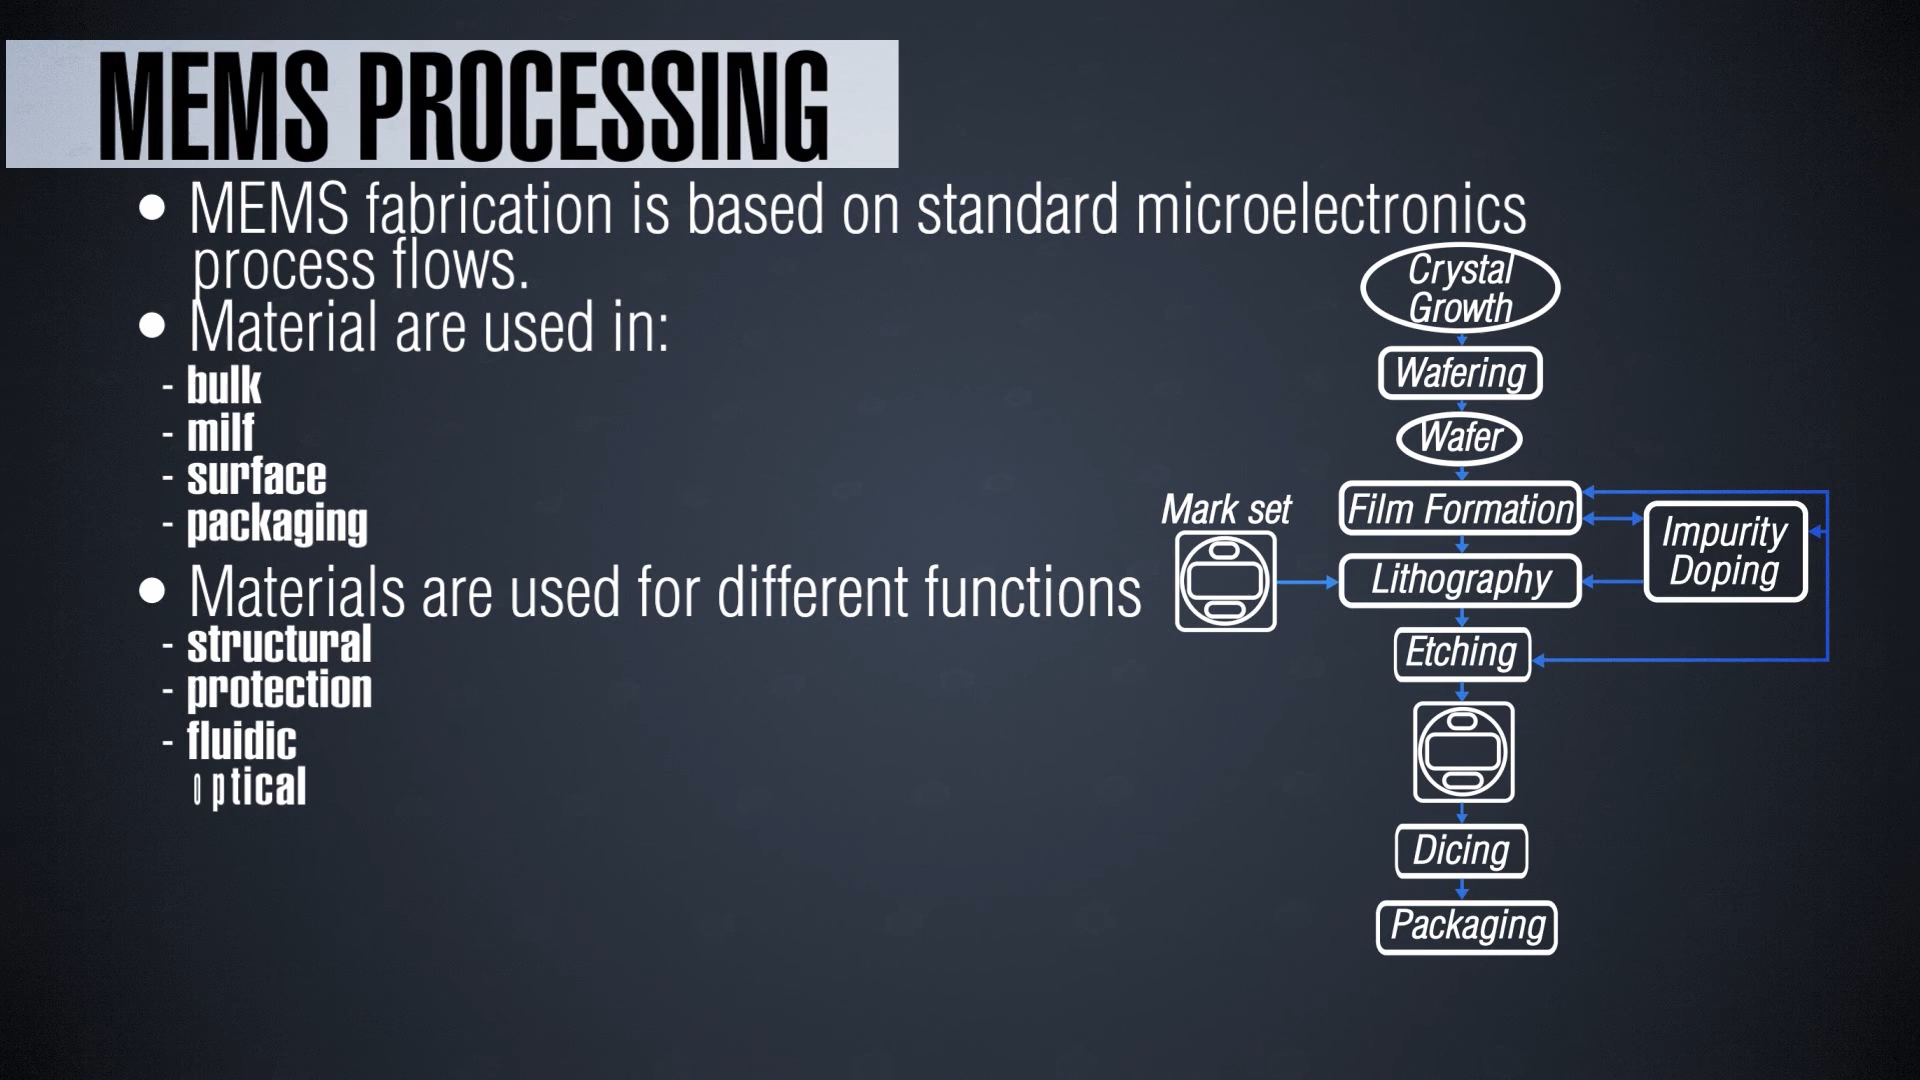 MEMS PROCESSING
• MEMS fabrication is based on standard microelectronics
process flows.
• Material are used in:
- bulk
- milf
- surface
- packaging
• Materials are used for different functions
- structural
- protection
- fluidic
optical
Crystal
Growth
Wafering
Wafer
Mark set
Film Formation
Impurity
Doping
Lithography
Etching
Dicing
Packaging